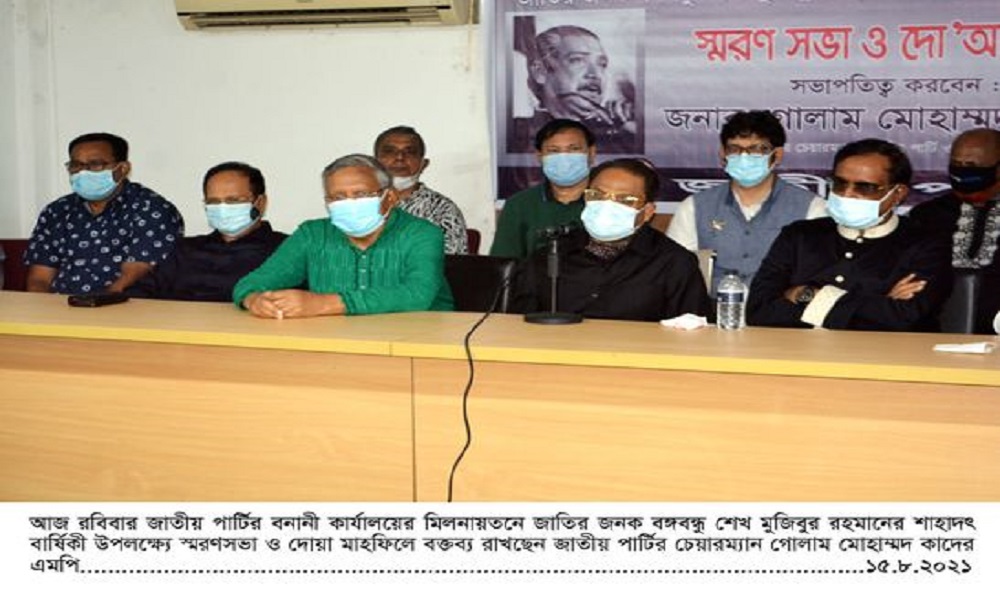 স্মরণ সভা ও দো'আ
সভাপতিত্ব করবেন :
গোলাম মোহাম্মদ
আজ রবিবার জাতীয় পার্টির বনানী কার্যালয়ের মিলনায়তনে জাতির জনক বঙ্গবন্ধু শেখ মুজিবুর রহমানের শাহাদৎ
বার্ষিকী উপলক্ষ্যে স্মরণসভা ও দোয়া মাহফিলে বক্তব্য রাখছেন জাতীয় পার্টির চেয়ারম্যান গোলাম মোহাম্মদ কাদের
এমপি.......................................................................................১৫.৮.২০২১